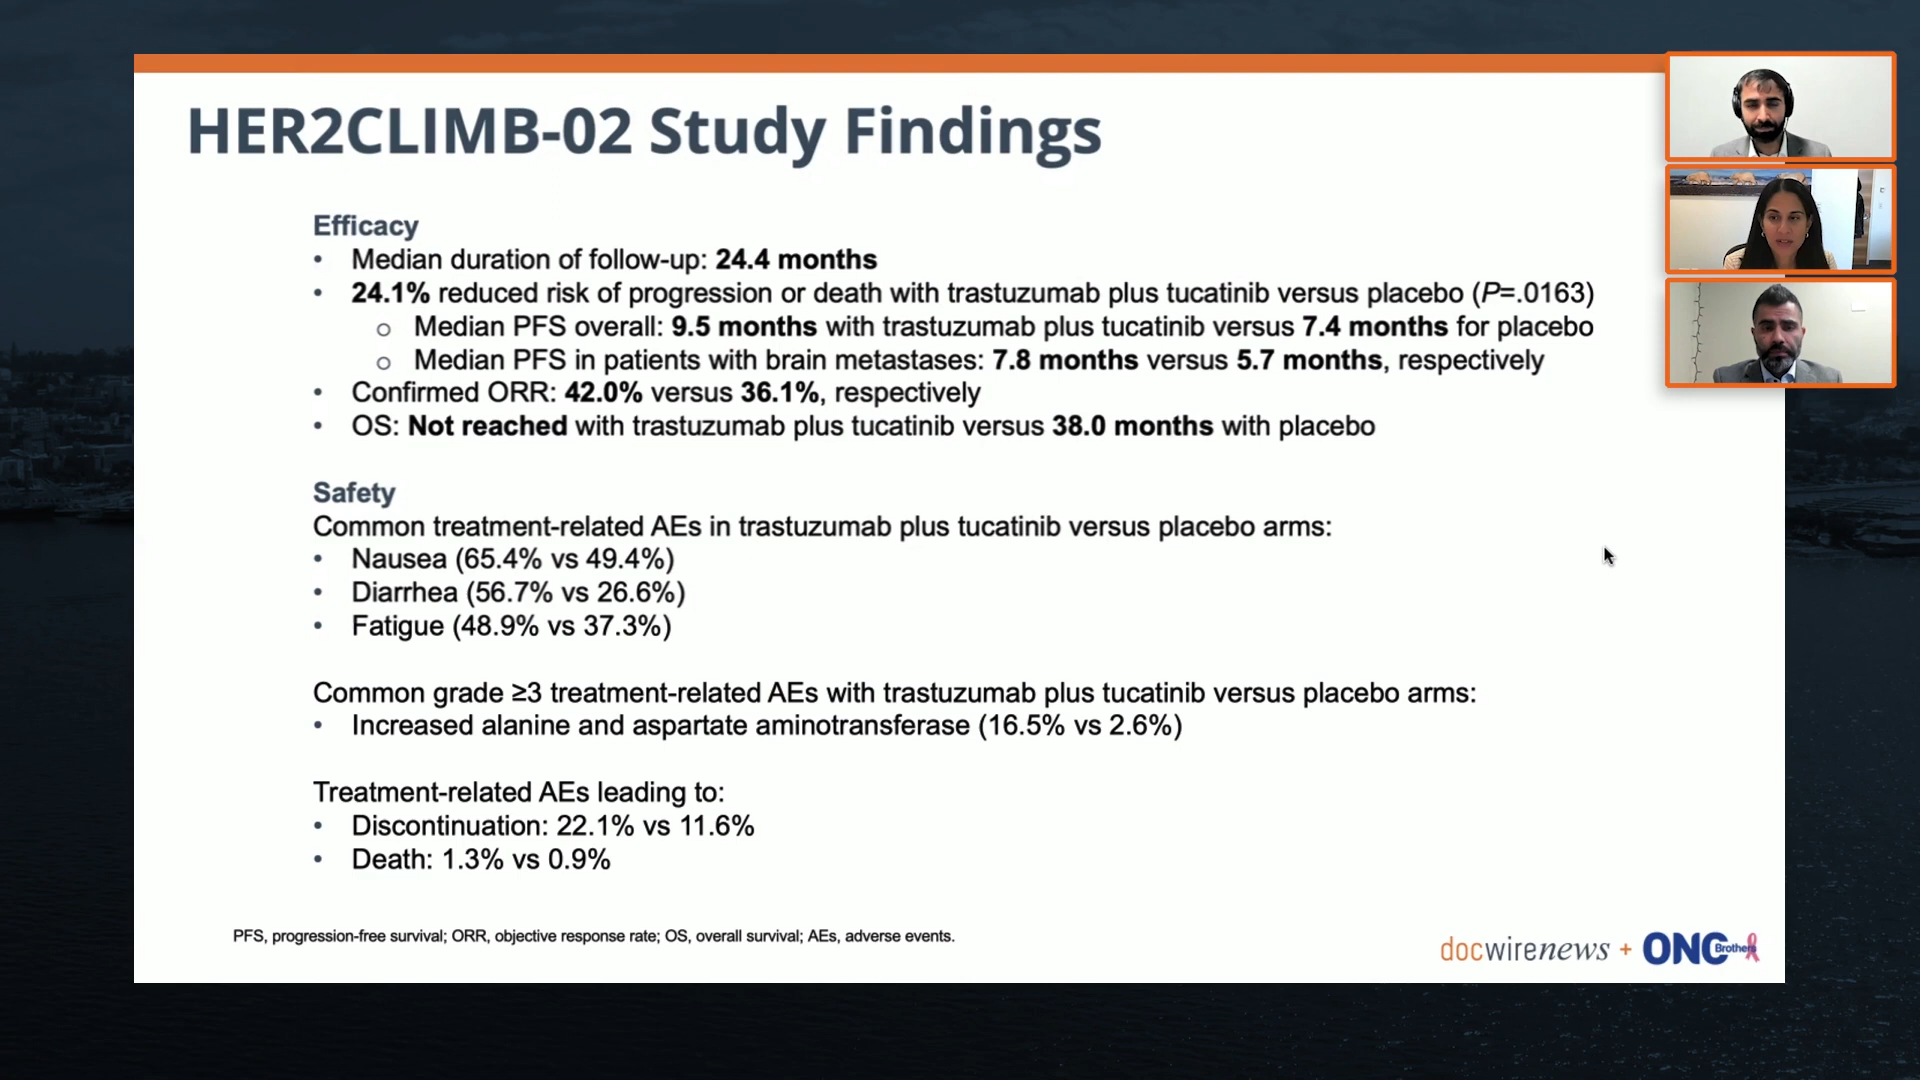 HER2CLIMB-02 Study Findings
Efficacy
• Median duration of follow-up: 24.4 months
• 24.1% reduced risk of progression or death with trastuzumab plus tucatinib versus placebo (P=.0163)
○ Median PFS overall: 9.5 months with trastuzumab plus tucatinib versus 7.4 months for placebo
○ Median PFS in patients with brain metastases: 7.8 months versus 5.7 months, respectively
• Confirmed ORR: 42.0% versus 36.1%, respectively
• OS: Not reached with trastuzumab plus tucatinib versus 38.0 months with placebo
Safety
Common treatment-related AEs in trastuzumab plus tucatinib versus placebo arms:
• Nausea (65.4% vs 49.4%)
• Diarrhea (56.7% vs 26.6%)
• Fatigue (48.9% vs 37.3%)
Common grade ≥3 treatment-related AEs with trastuzumab plus tucatinib versus placebo arms:
• Increased alanine and aspartate aminotransferase (16.5% vs 2.6%)
Treatment-related AEs leading to:
• Discontinuation: 22.1% vs 11.6%
• Death: 1.3% vs 0.9%
PFS, progression-free survival; ORR, objective response rate; OS, overall survival; AEs, adverse events.
docwirenews + ONC Brothers